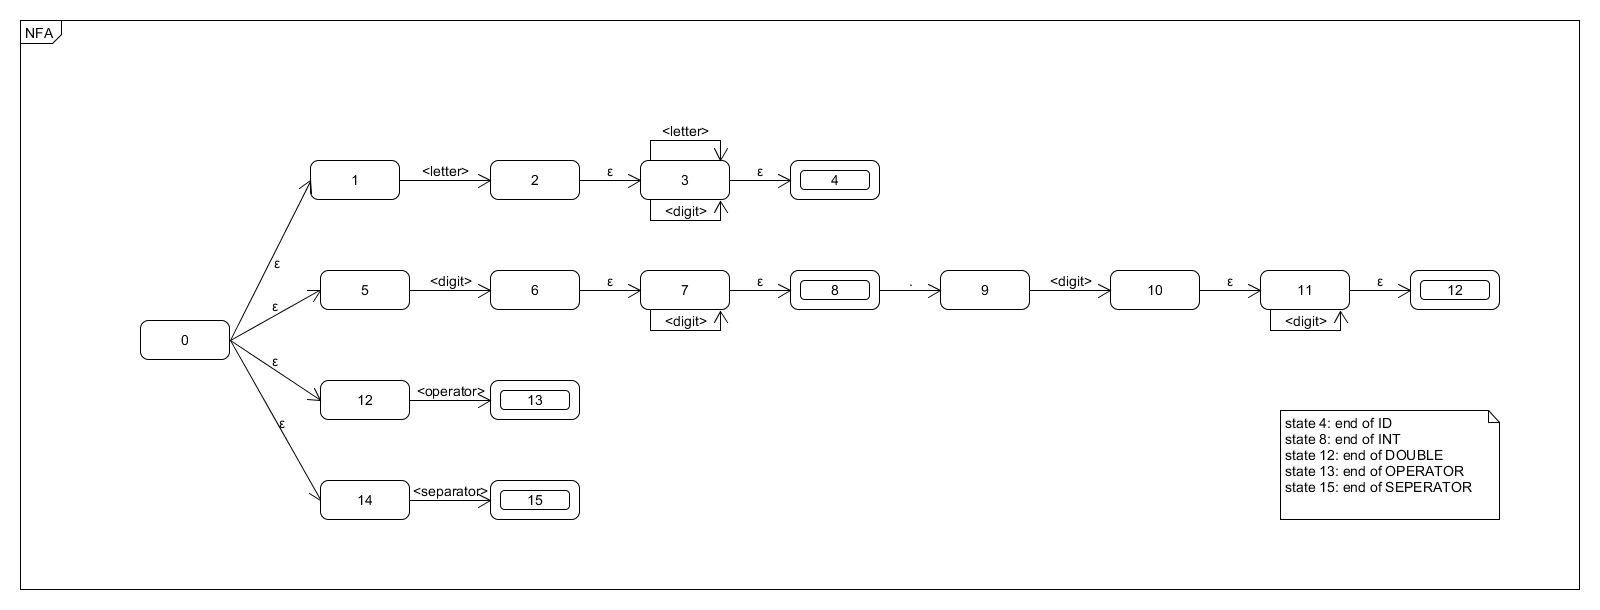 NFA
<letter>
1 <letter> 2 ε 3 ε 4
<digit>
ε
5 <digit> 6 ε 7 ε 8 . 9 <digit> 10 ε 11 ε 12
ε
<digit> <digit>
0
ε
12 <operator> 13
ε
14 <separator> 15
state 4: end of ID
state 8: end of INT
state 12: end of DOUBLE
state 13: end of OPERATOR
state 15: end of SEPERATOR